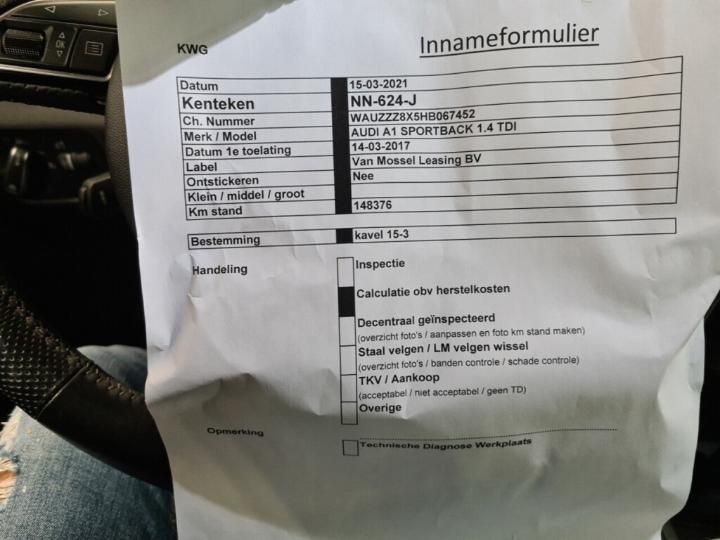 OK
KWG
Innameformulier
Datum 15-03-2021
Kenteken NN-624-J
Ch. Nummer WAUZZZ8X5HB067452
Merk / Model AUDI A1 SPORTBACK 1.4 TDI
Datum 1e toelating 14-03-2017
Label Van Mossel Leasing BV
Ontstickeren Nee
Klein / middel / groot
Km stand 148376
Bestemming kavel 15-3
Handeling Inspectie
Calculatie obv herstelkosten
Decentraal geïnspecteerd
(overzicht foto's / aanpassen en foto km stand maken)
Staal velgen / LM velgen wissel
(overzicht foto's / banden controle / schade controle)
TKV / Aankoop
(acceptabel / niet acceptabel / geen TD)
Overige
Opmerking
Technische Diagnose Werkplaats